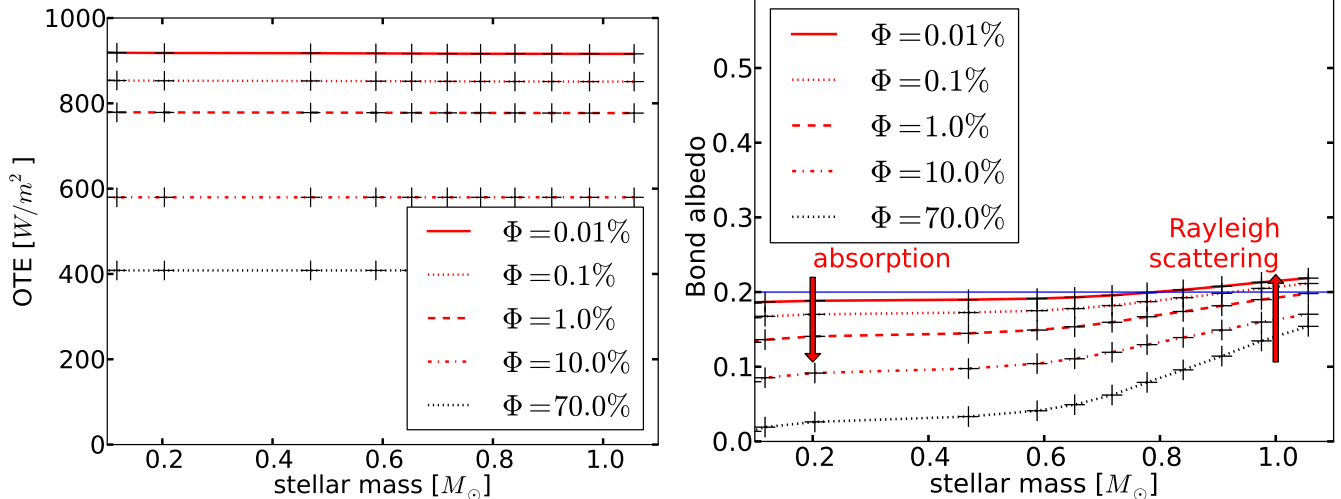 1000
800
600
400
200
0
OTE [W/m²]
0.2 0.4 0.6 0.8 1.0
stellar mass [M⊙]
Φ=0.01%
Φ=0.1%
Φ=1.0%
Φ=10.0%
Φ=70.0%
0.5
0.4
0.3
0.2
0.1
0.0
Bond albedo
Φ=0.01%
Φ=0.1%
Φ=1.0%
Φ=10.0%
Φ=70.0%
absorption
Rayleigh
scattering
0.2 0.4 0.6 0.8 1.0
stellar mass [M⊙]